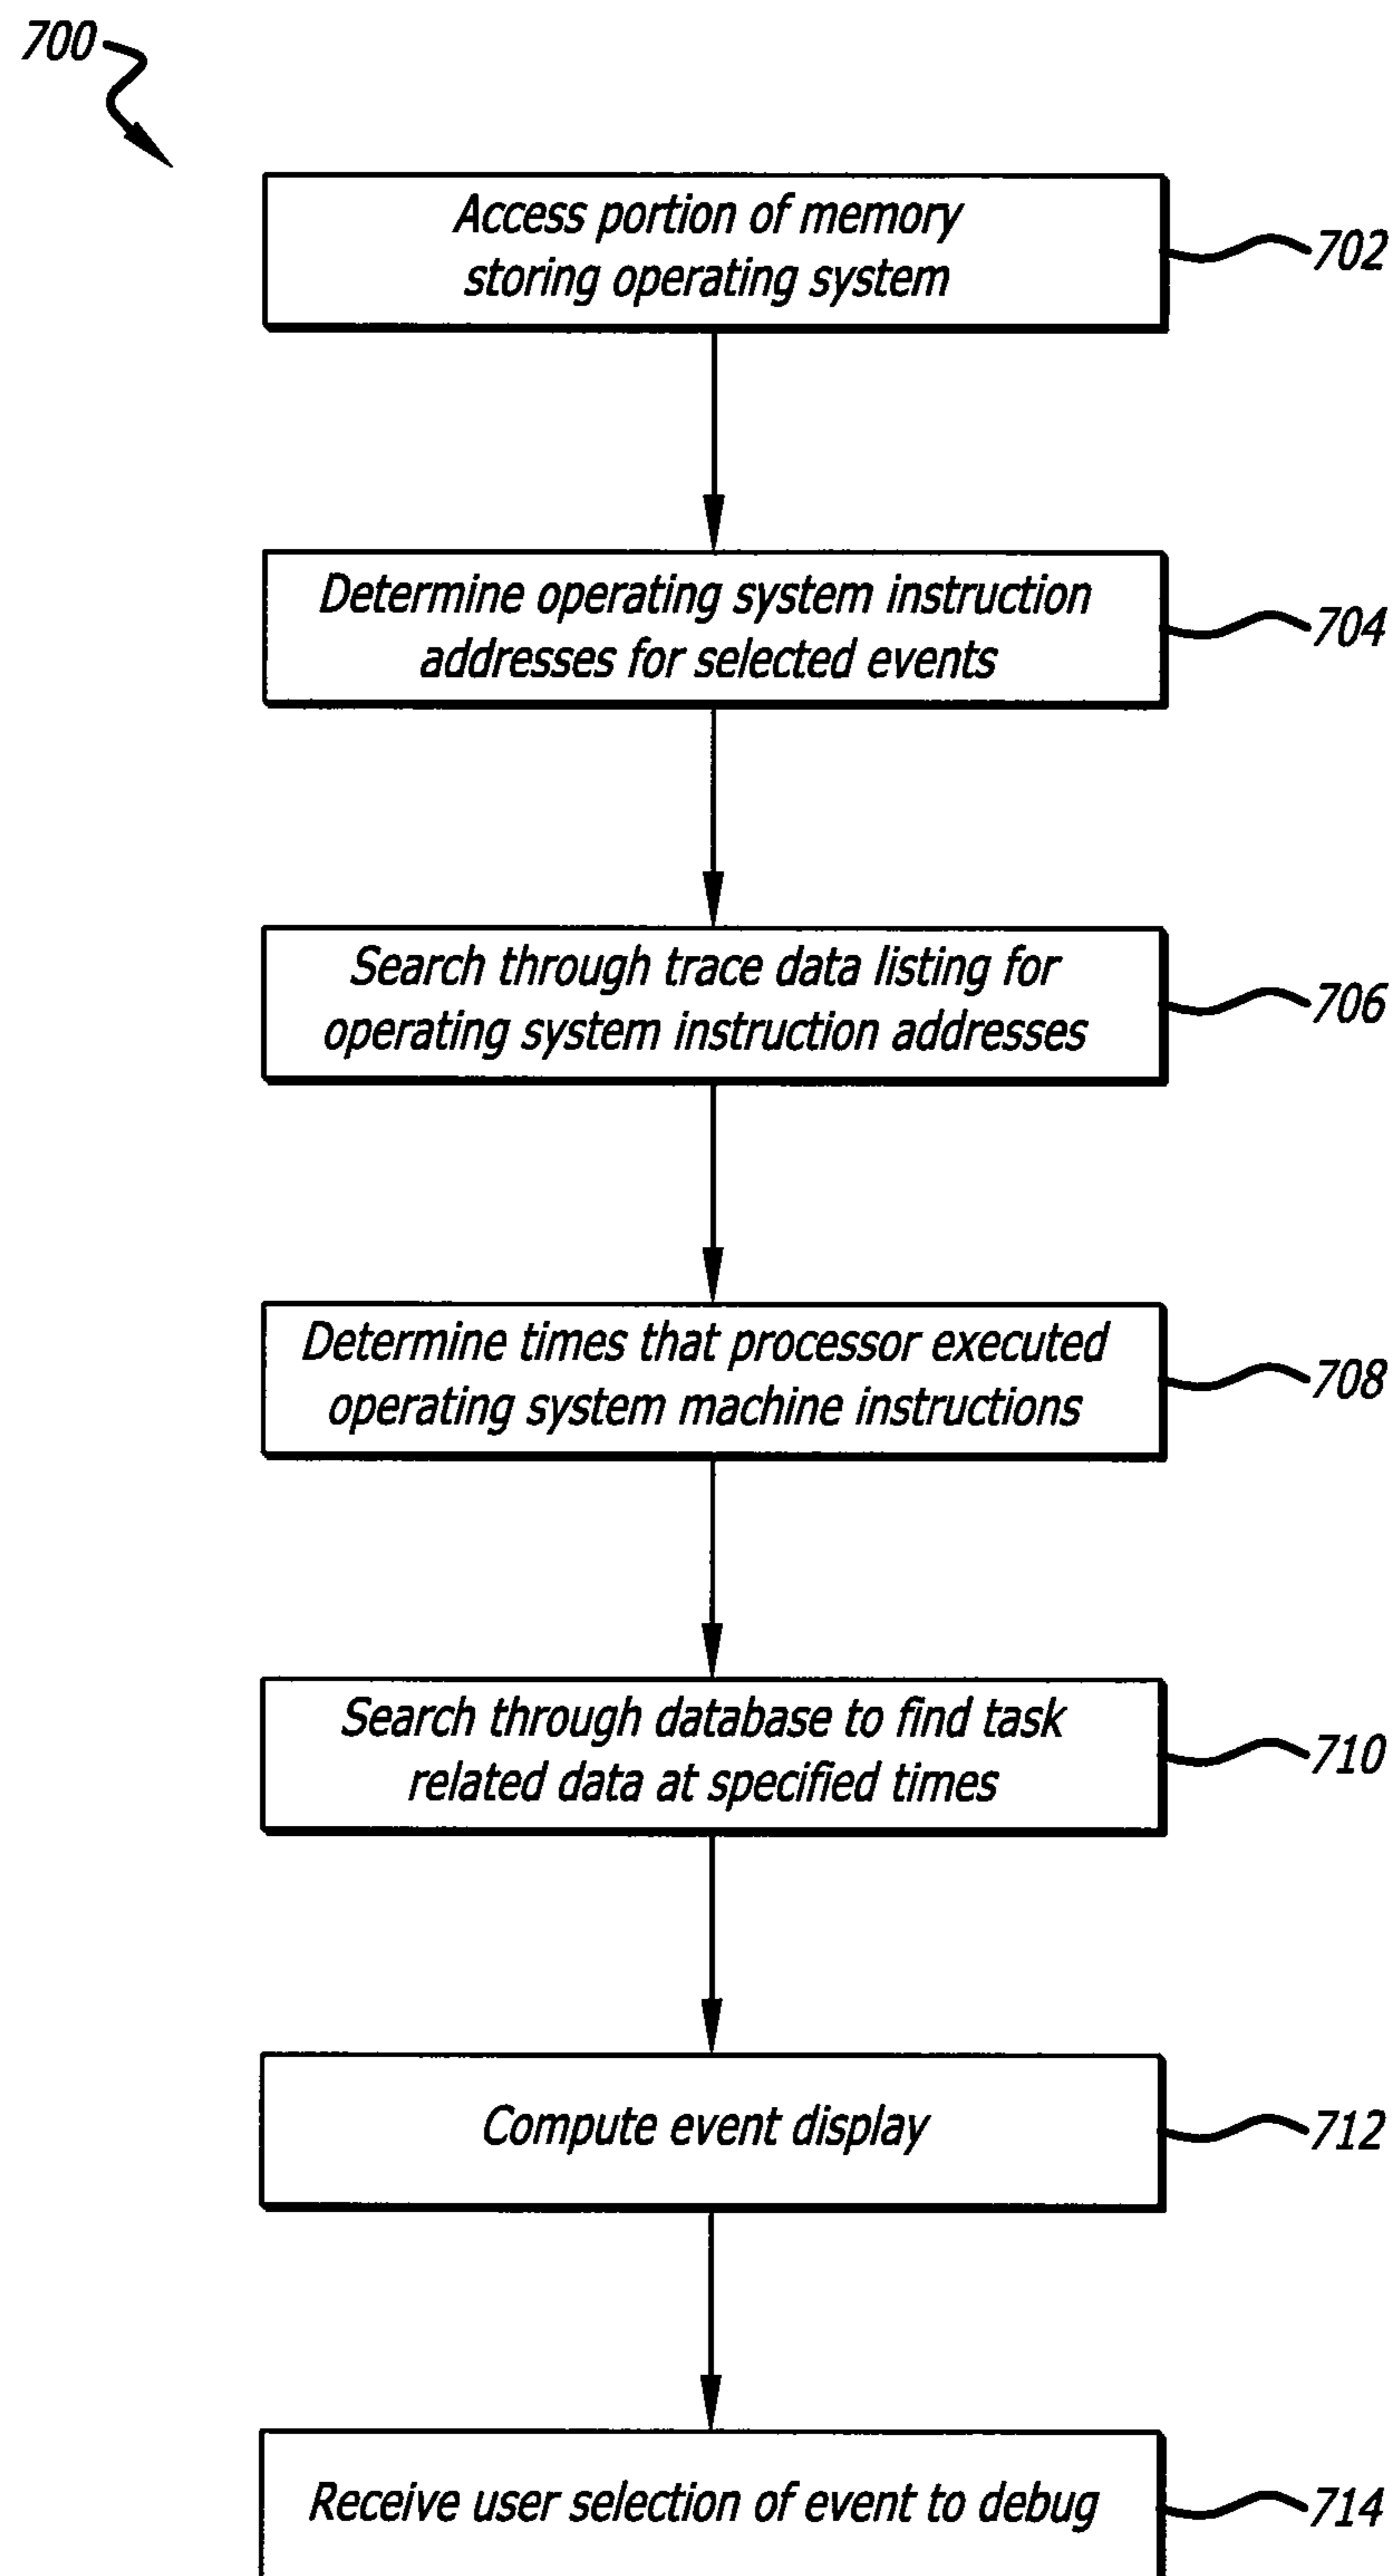 700
Access portion of memory
storing operating system
702
Determine operating system instruction
addresses for selected events
704
Search through trace data listing for
operating system instruction addresses
706
Determine times that processor executed
operating system machine instructions
708
Search through database to find task
related data at specified times
710
Compute event display
712
Receive user selection of event to debug
714